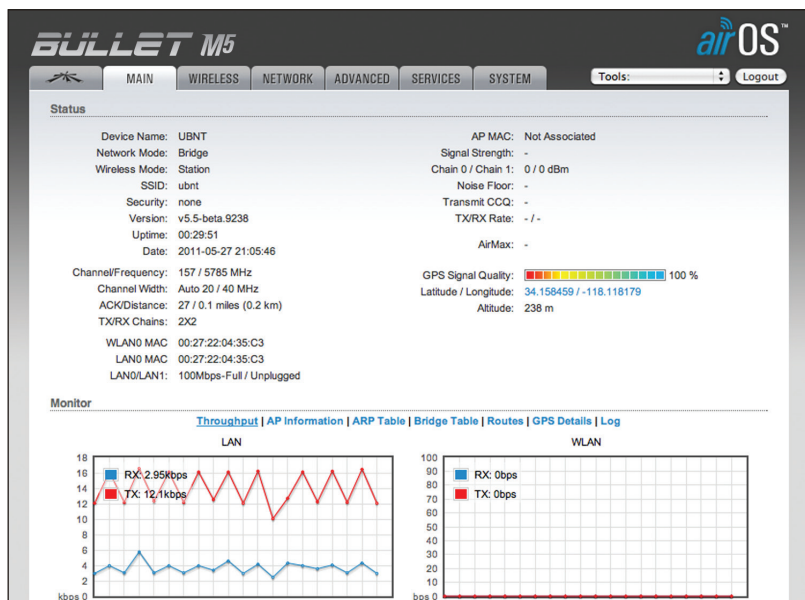 BULLET M5
airOS™
MAIN WIRELESS NETWORK ADVANCED SERVICES SYSTEM Tools: Logout
Status
Device Name: UBNT
Network Mode: Bridge
Wireless Mode: Station
SSID: ubnt
Security: none
Version: v5.5-beta.9238
Uptime: 00:29:51
Date: 2011-05-27 21:05:46
Channel/Frequency: 157 / 5785 MHz
Channel Width: Auto 20 / 40 MHz
ACK/Distance: 27 / 0.1 miles (0.2 km)
TX/RX Chains: 2X2
WLAN0 MAC 00:27:22:04:35:C3
LAN0 MAC 00:27:22:04:35:C3
LAN0/LAN1: 100Mbps-Full / Unplugged
AP MAC: Not Associated
Signal Strength: -
Chain 0 / Chain 1: 0 / 0 dBm
Noise Floor: -
Transmit CCQ: -
TX/RX Rate: - / -
AirMax: -
GPS Signal Quality: 100 %
Latitude / Longitude: 34.158459 / -118.118179
Altitude: 238 m
Monitor
Throughput | AP Information | ARP Table | Bridge Table | Routes | GPS Details | Log
LAN
18
16
14
12
10
8
6
4
2
kbps 0
RX: 2.95kbps
TX: 12.1kbps
WLAN
100
90
80
70
60
50
40
30
20
10
bps 0
RX: 0bps
TX: 0bps